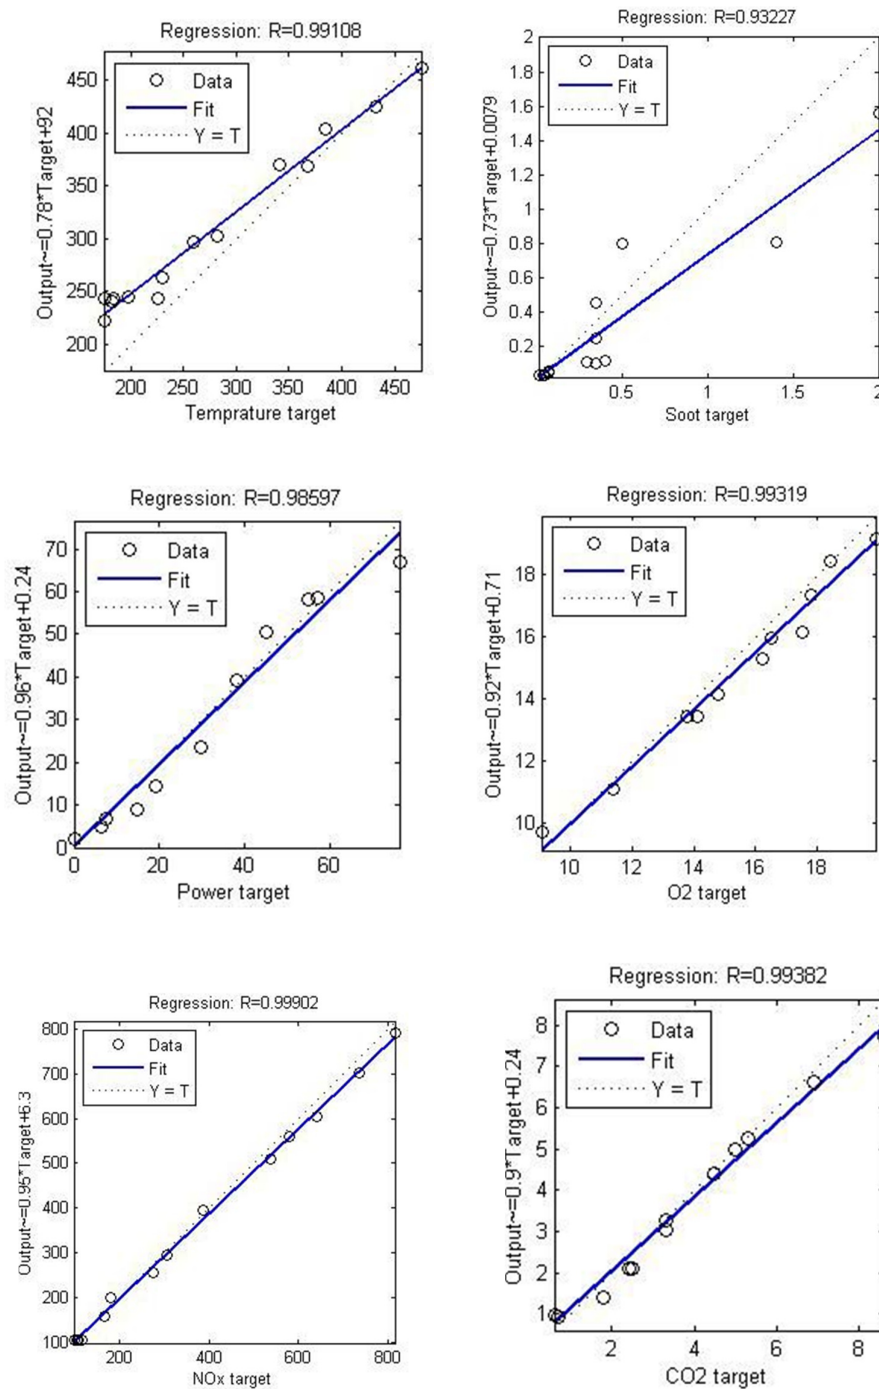 Regression: R=0.99108
Data
Fit
Y = T
Output~=0.78*Target+92
450
400
350
300
250
200
200 250 300 350 400 450
Temprature target
Regression: R=0.93227
Data
Fit
Y = T
Output~=0.73*Target+0.0079
2
1.8
1.6
1.4
1.2
1
0.8
0.6
0.4
0.2
0.5 1 1.5 2
Soot target
Regression: R=0.98597
Data
Fit
Y = T
Output~=0.96*Target+0.24
70
60
50
40
30
20
10
0
0 20 40 60
Power target
Regression: R=0.99319
Data
Fit
Y = T
Output~=0.92*Target+0.71
18
16
14
12
10
10 12 14 16 18
O2 target
Regression: R=0.99902
Data
Fit
Y = T
Output~=0.95*Target+6.3
800
700
600
500
400
300
200
100
200 400 600 800
NOx target
Regression: R=0.99382
Data
Fit
Y = T
Output~=0.9*Target+0.24
8
7
6
5
4
3
2
1
2 4 6 8
CO2 target